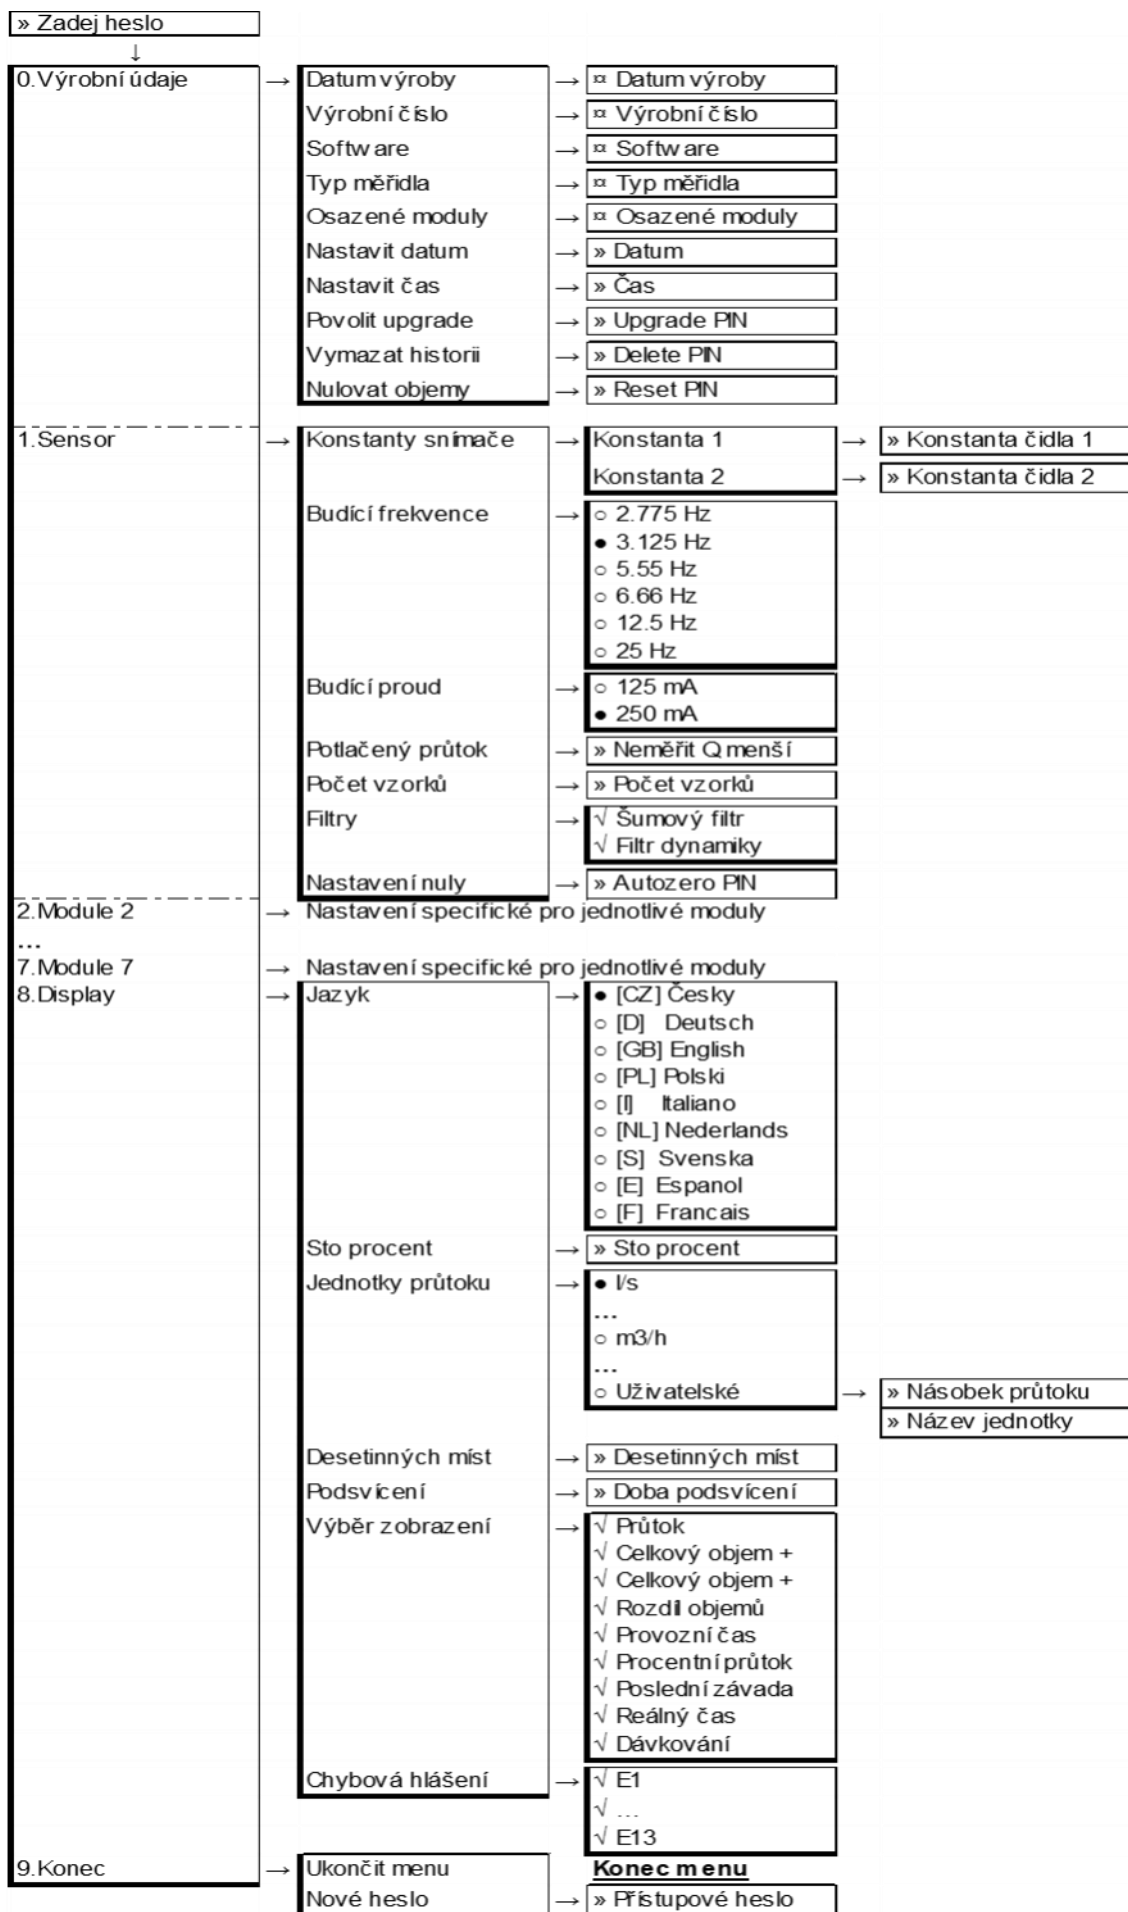 » Zadej heslo
↓
0.Výrobní údaje → Datum výroby → ¤ Datum výroby
Výrobní číslo → ¤ Výrobní číslo
Software → ¤ Software
Typ měřidla → ¤ Typ měřidla
Osazené moduly → ¤ Osazené moduly
Nastavit datum → » Datum
Nastavit čas → » Čas
Povolit upgrade → » Upgrade PIN
Vymazat historii → » Delete PIN
Nulovat objemy → » Reset PIN
1.Sensor → Konstanty snímače → Konstanta 1 → » Konstanta čidla 1
Konstanta 2 → » Konstanta čidla 2
Budící frekvence → ○ 2.775 Hz
● 3.125 Hz
○ 5.55 Hz
○ 6.66 Hz
○ 12.5 Hz
○ 25 Hz
Budící proud → ○ 125 mA
● 250 mA
Potlačený průtok → » Neměřit Q menší
Počet vzorků → » Počet vzorků
Filtry → √ Šumový filtr
√ Filtr dynamiky
Nastavení nuly → » Autozero PIN
2.Module 2 → Nastavení specifické pro jednotlivé moduly
...
7.Module 7 → Nastavení specifické pro jednotlivé moduly
8.Display → Jazyk → ● [CZ] Česky
○ [D] Deutsch
○ [GB] English
○ [PL] Polski
○ [I] Italiano
○ [NL] Nederlands
○ [S] Svenska
○ [E] Espanol
○ [F] Francais
Sto procent → » Sto procent
Jednotky průtoku → ● l/s
...
○ m3/h
...
○ Uživatelské → » Násobek průtoku
» Název jednotky
Desetinných míst → » Desetinných míst
Podsvícení → » Doba podsvícení
Výběr zobrazení → √ Průtok
√ Celkový objem +
√ Celkový objem +
√ Rozdíl objemů
√ Provozní čas
√ Procentní průtok
√ Poslední závada
√ Reálný čas
√ Dávkování
Chybová hlášení → √ E1
√ ...
√ E13
9.Konec → Ukončit menu Konec menu
Nové heslo → » Přístupové heslo